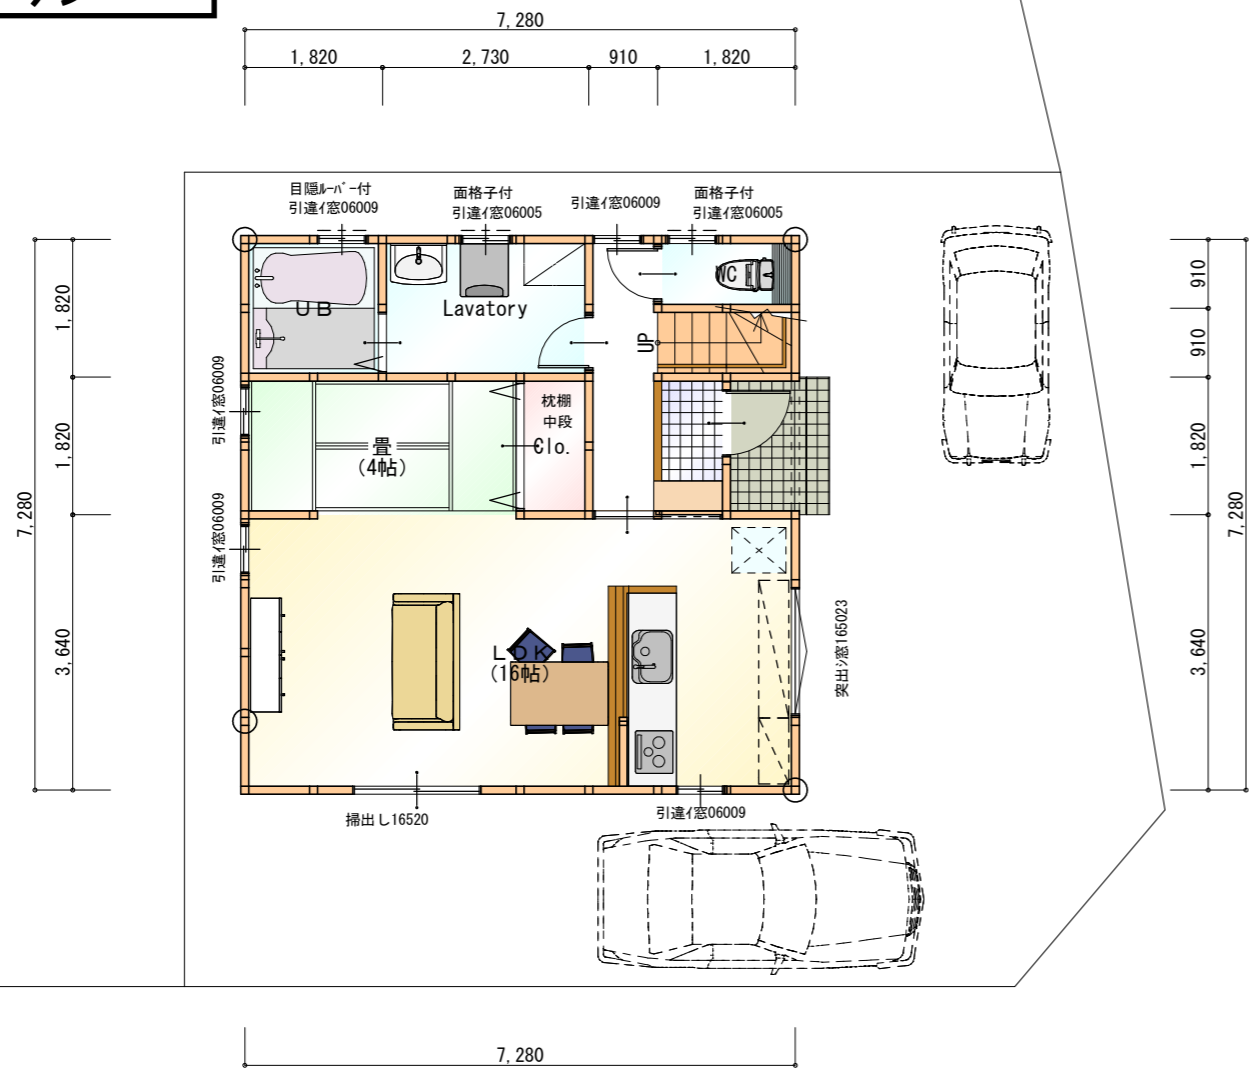 7,280
1,820
2,730
910
1,820
目隠ルーバー付
引違イ窓06009
面格子付
引違イ窓06005
引違イ窓06009
面格子付
引違イ窓06005
1,820
1,820
3,640
7,280
910
910
1,820
3,640
7,280
UB
Lavatory
WC
UP
引違イ窓06009
畳
(4帖)
枕棚
中段
Clo.
引違イ窓06009
LDK
(16帖)
突出シ窓165023
掃出し16520
引違イ窓06009
7,280